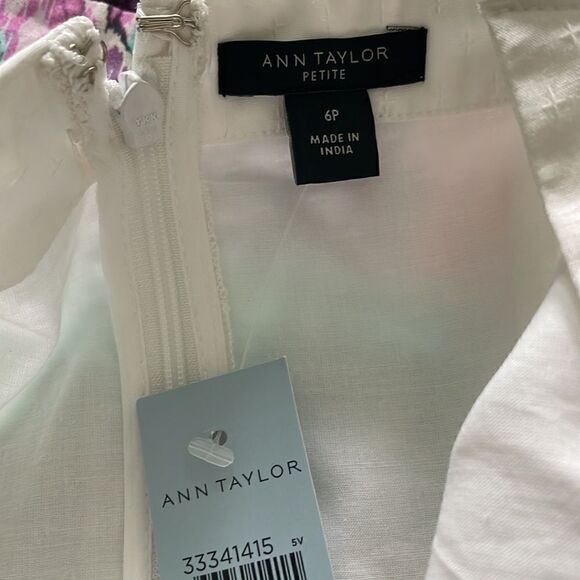 ANN TAYLOR
PETITE
6P
MADE IN
INDIA
ANN TAYLOR
5V
33341415